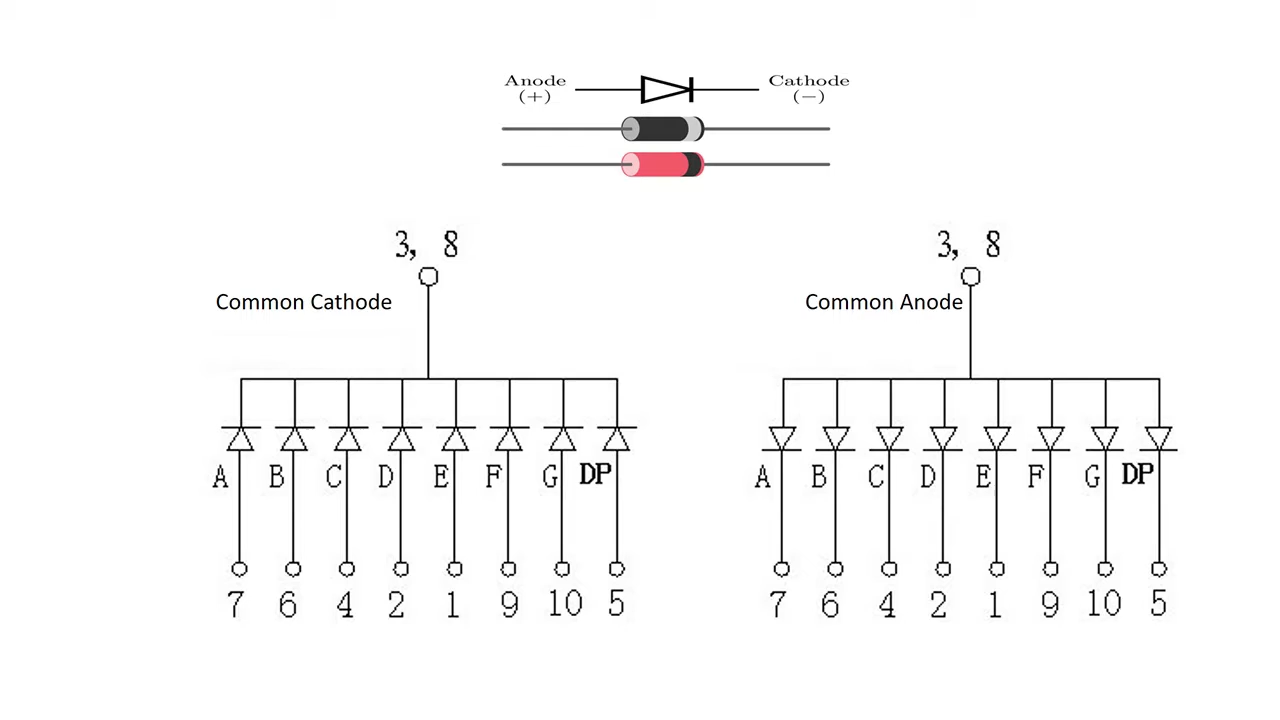 Anode Cathode
(+) (−)
3, 8 3, 8
Common Cathode Common Anode
A B C D E F G DP A B C D E F G DP
7 6 4 2 1 9 10 5 7 6 4 2 1 9 10 5